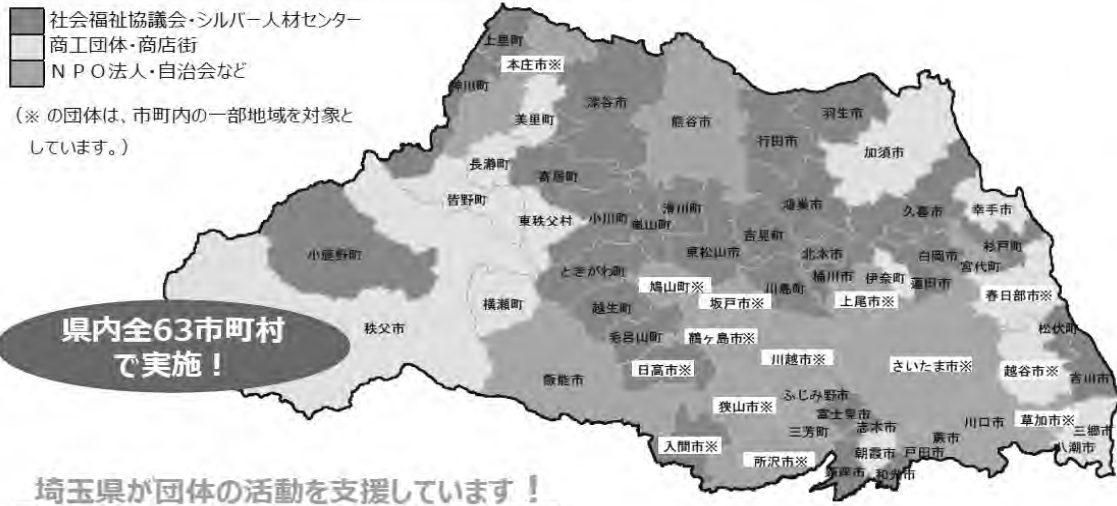 社会福祉協議会・シルバー人材センター
商工団体・商店街
NPO法人・自治会など
(※ の団体は、市町内の一部地域を対象と
しています。)
上里町
本庄市※
神川町
美里町
深谷市
熊谷市
行田市
羽生市
加須市
長瀞町
寄居町
皆野町
東秩父村
小川町
嵐山町
滑川町
鴻巣市
久喜市
幸手市
小鹿野町
東松山市
吉見町
北本市
白岡市
杉戸町
宮代町
ときがわ町
鳩山町※
坂戸市※
川島町
桶川市
伊奈町
蓮田市
上尾市※
春日部市※
横瀬町
越生町
秩父市
毛呂山町
鶴ヶ島市※
松伏町
県内全63市町村
で実施!
飯能市
日高市※
川越市※
さいたま市※
越谷市※
吉川市
狭山市※
ふじみ野市
富士見市
三芳町
志木市
川口市
草加市※
三郷市
八潮市
入間市※
所沢市※
朝霞市
戸田市
蕨市
新座市
和光市
埼玉県が団体の活動を支援しています!